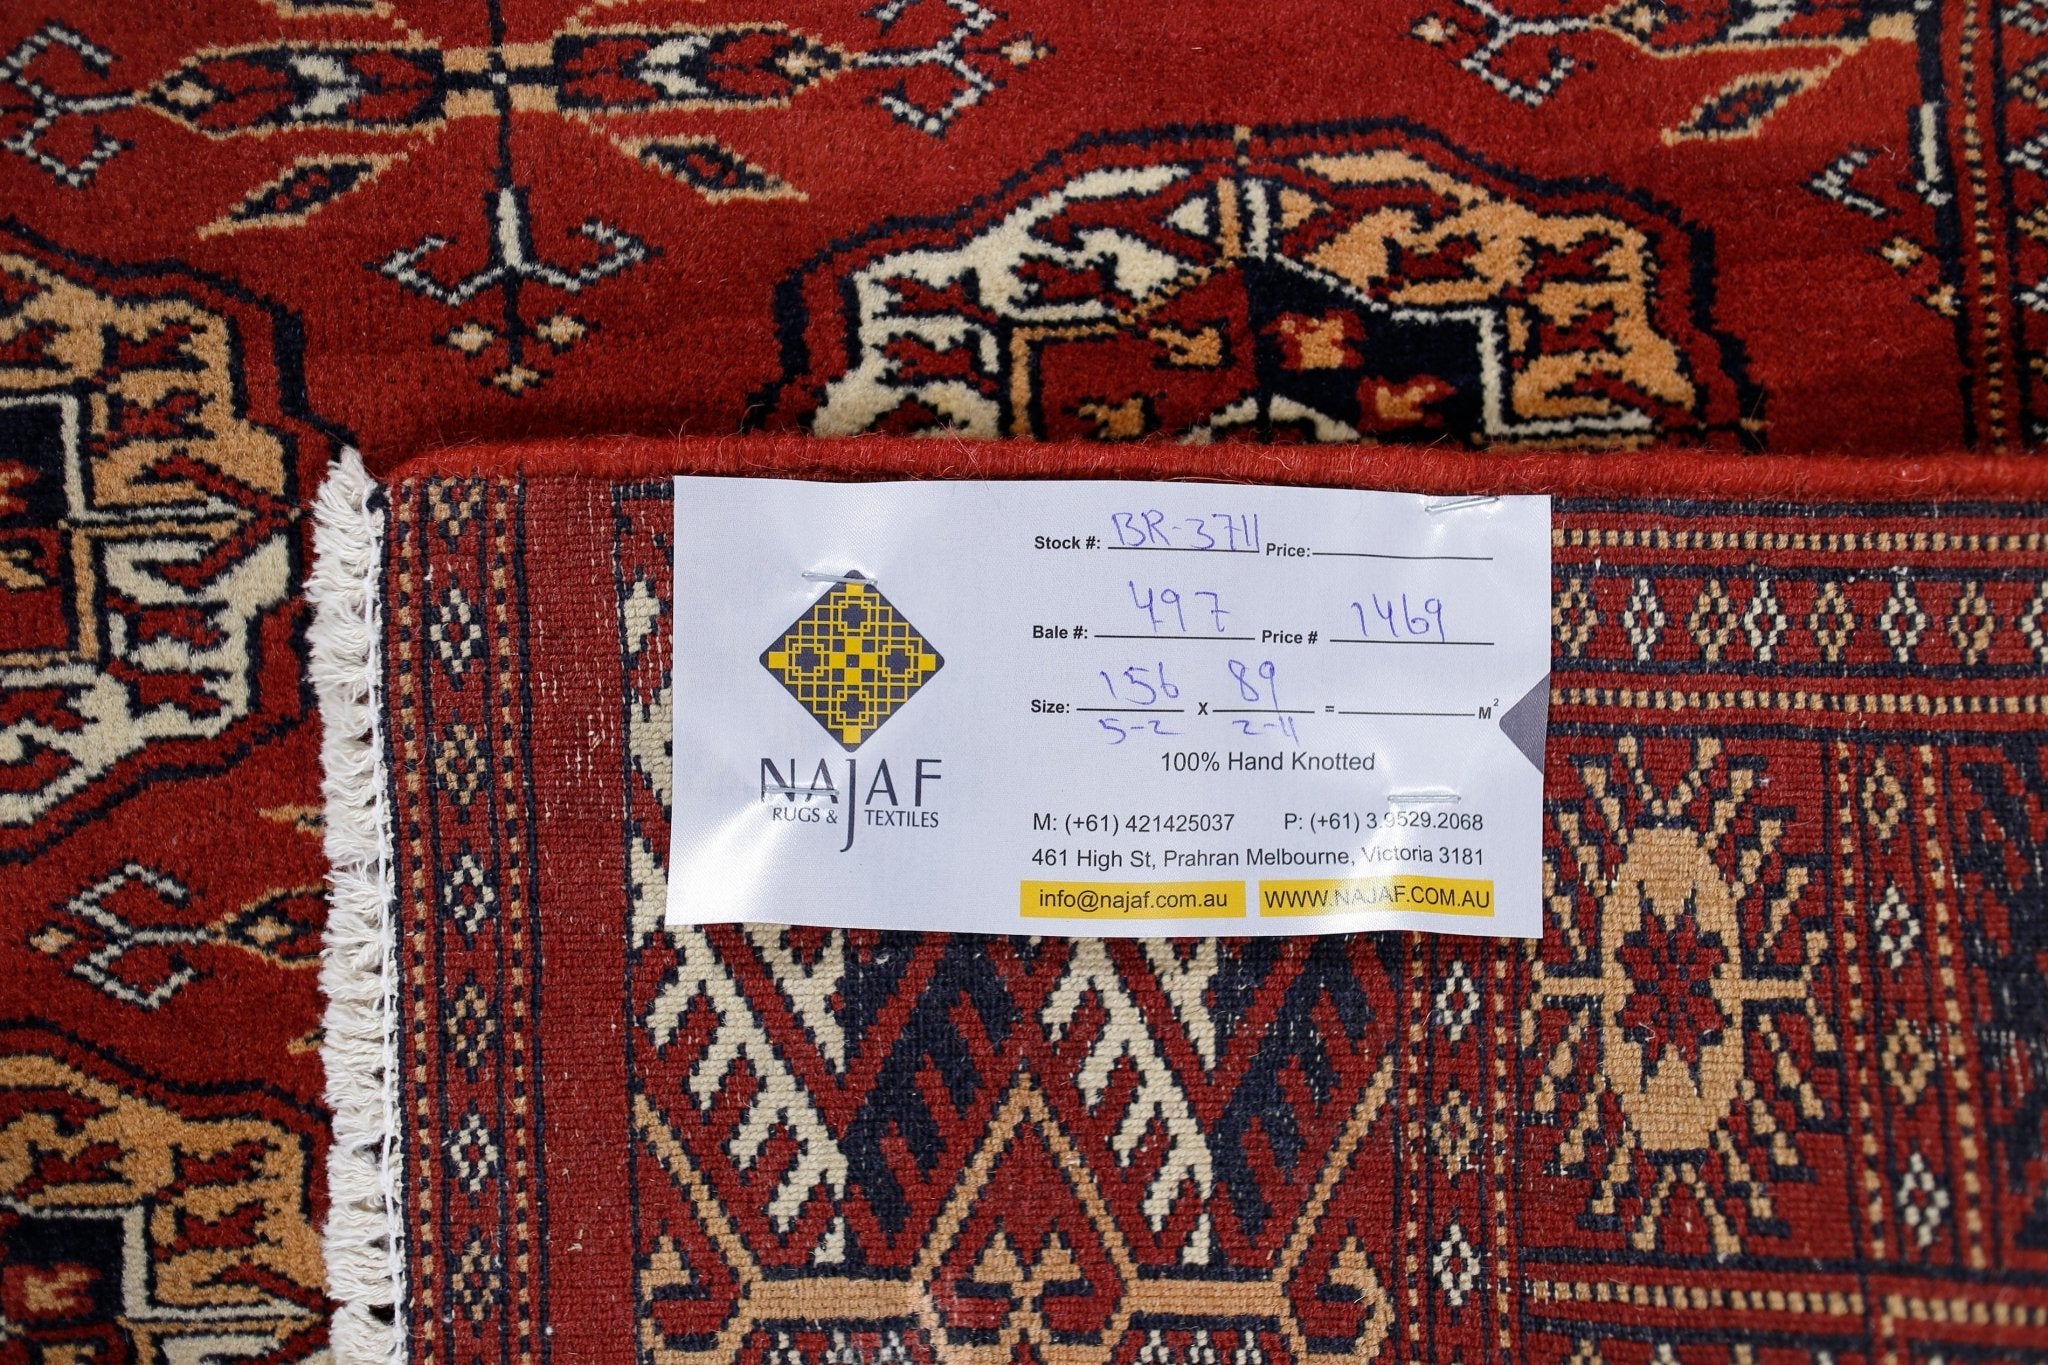 NAJAF
RUGS & TEXTILES
Stock #: BR-3711 Price:
Bale #: 497 Price # 1469
Size: 156 x 89 = M²
5-2 2-11
100% Hand Knotted
M: (+61) 421425037 P: (+61) 3.9529.2068
461 High St, Prahran Melbourne, Victoria 3181
info@najaf.com.au WWW.NAJAF.COM.AU